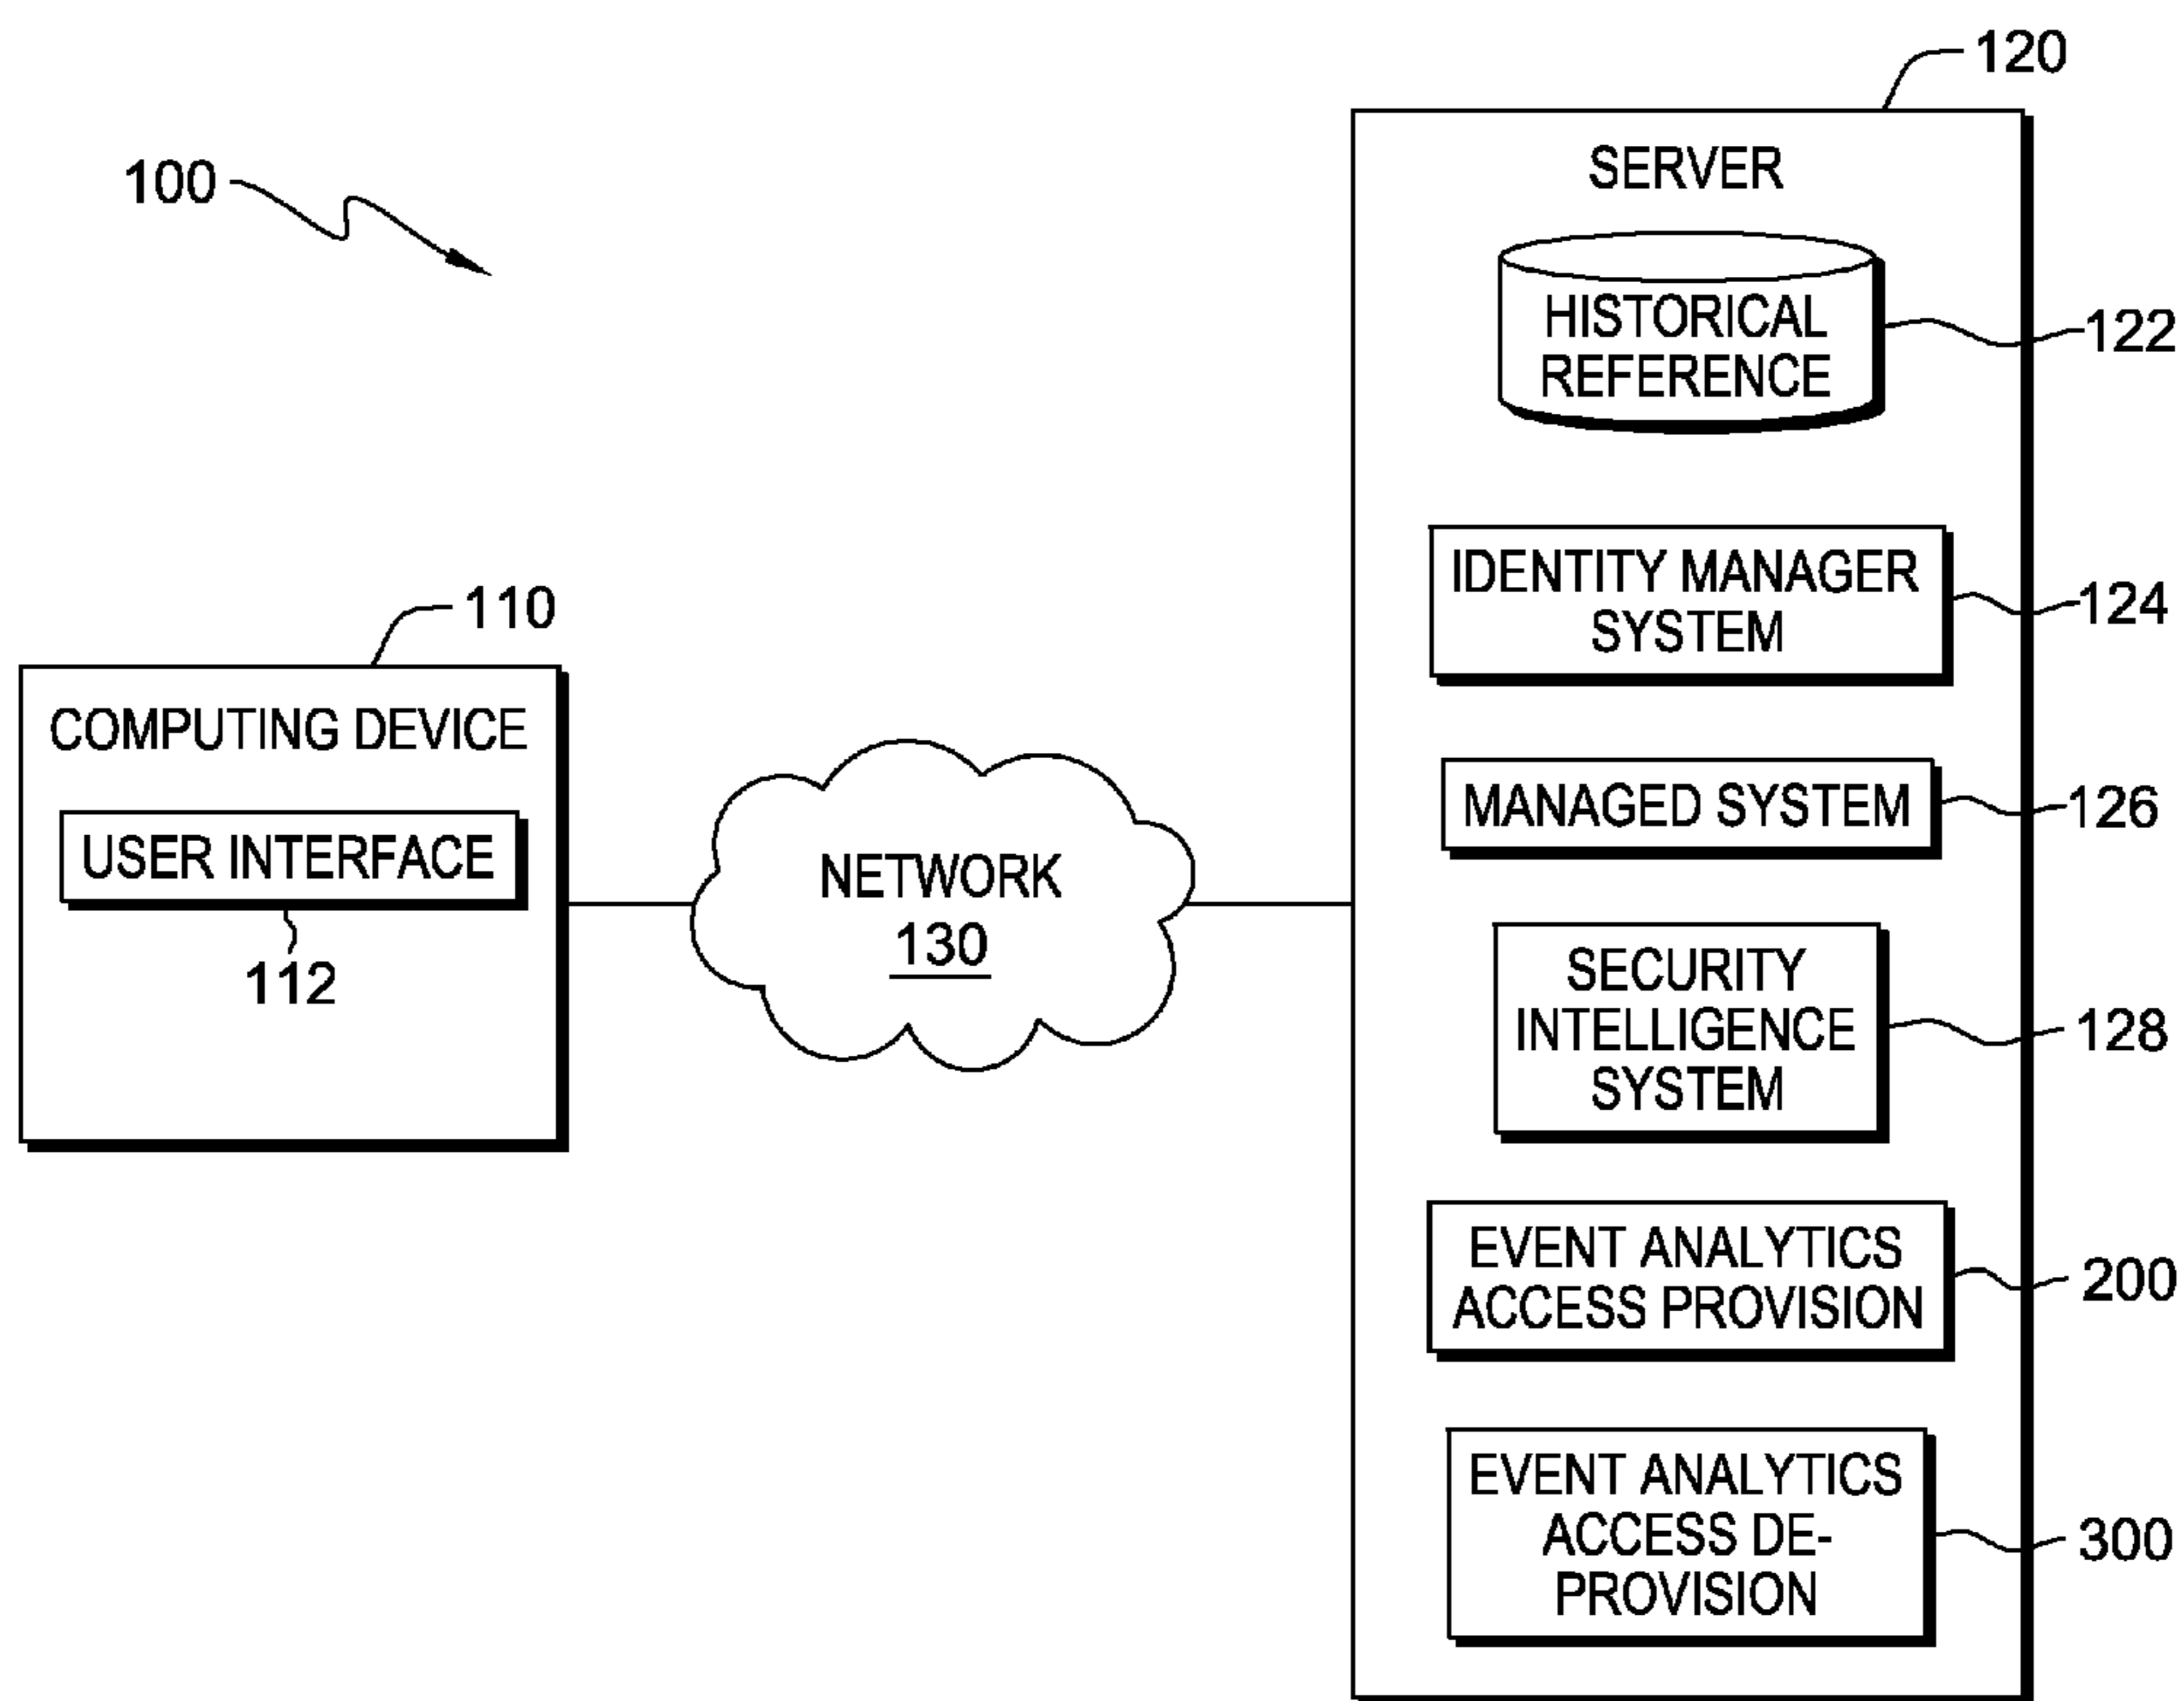 100
110
COMPUTING DEVICE
USER INTERFACE
112
NETWORK
130
120
SERVER
HISTORICAL
REFERENCE
122
IDENTITY MANAGER
SYSTEM
124
MANAGED SYSTEM
126
SECURITY
INTELLIGENCE
SYSTEM
128
EVENT ANALYTICS
ACCESS PROVISION
200
EVENT ANALYTICS
ACCESS DE-
PROVISION
300